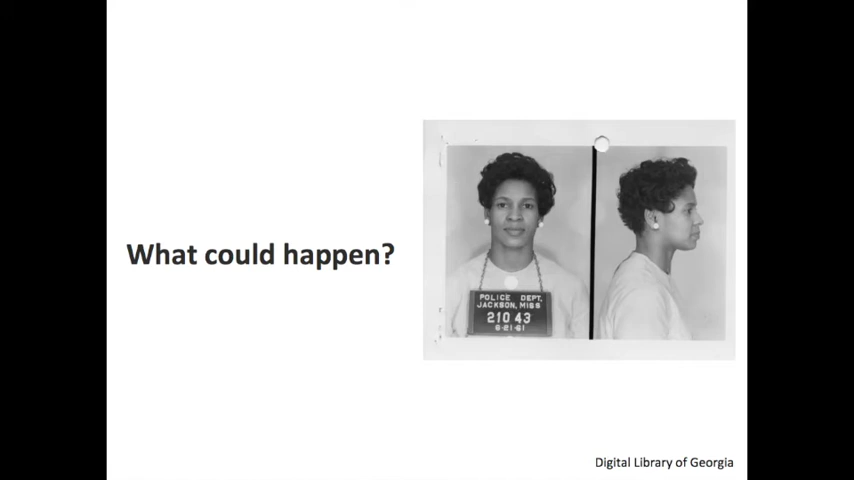 What could happen?
POLICE DEPT.
JACKSON, MISS
210 43
6-21-61
Digital Library of Georgia